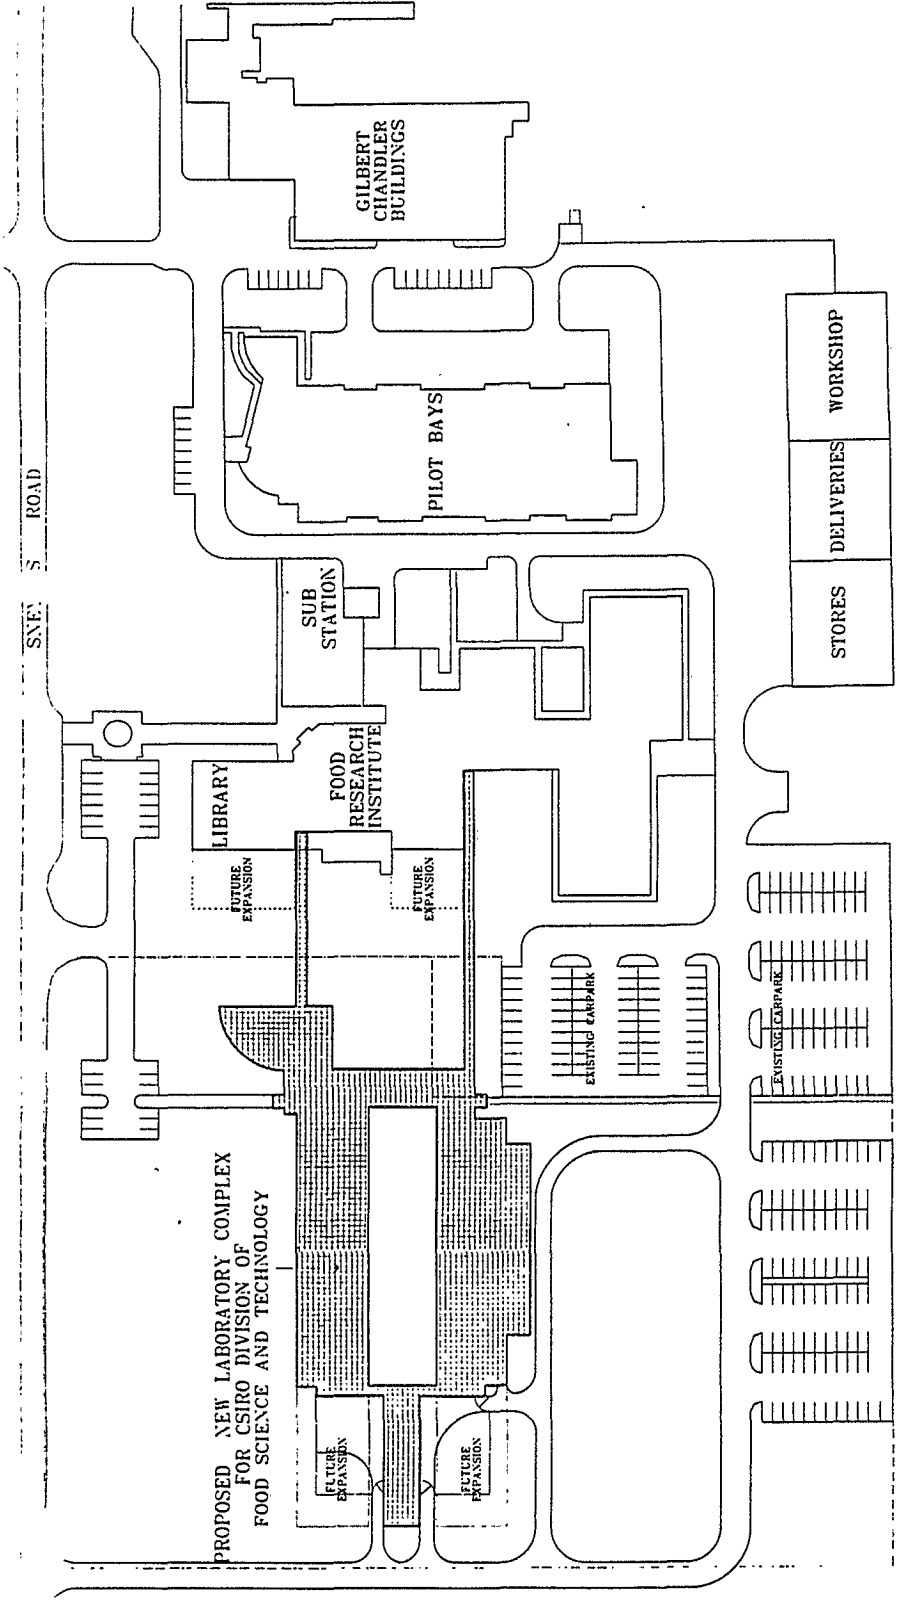 GILBERT
CHANDLER
BUILDINGS
WORKSHOP
DELIVERIES
STORES
PILOT BAYS
ROAD
SUB
STATION
LIBRARY
FOOD
RESEARCH
INSTITUTE
FUTURE
EXPANSION
FUTURE
EXPANSION
EXISTING CARPARK
EXISTING CARPARK
PROPOSED NEW LABORATORY COMPLEX
FOR CSIRO DIVISION OF
FOOD SCIENCE AND TECHNOLOGY
FUTURE
EXPANSION
FUTURE
EXPANSION